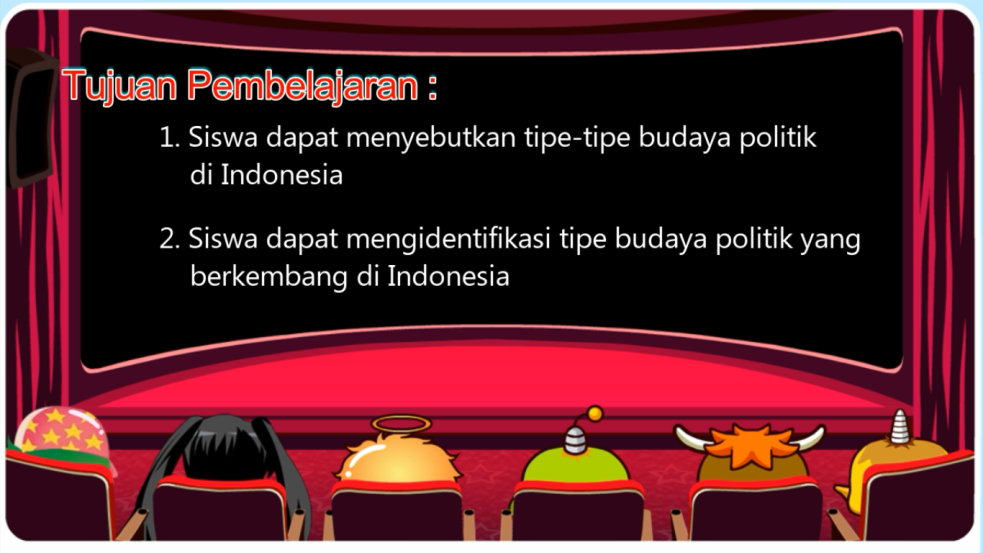 Tujuan Pembelajaran :
1. Siswa dapat menyebutkan tipe-tipe budaya politik
di Indonesia
2. Siswa dapat mengidentifikasi tipe budaya politik yang
berkembang di Indonesia